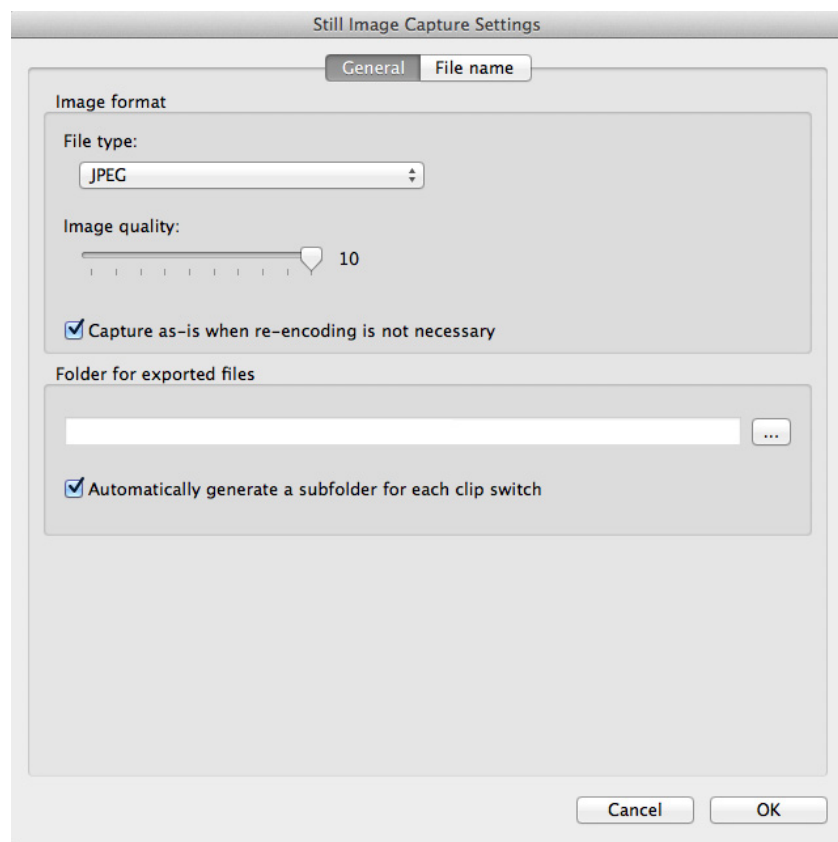 Still Image Capture Settings
General File name
Image format
File type:
JPEG
Image quality:
10
Capture as-is when re-encoding is not necessary
Folder for exported files
...
Automatically generate a subfolder for each clip switch
Cancel OK